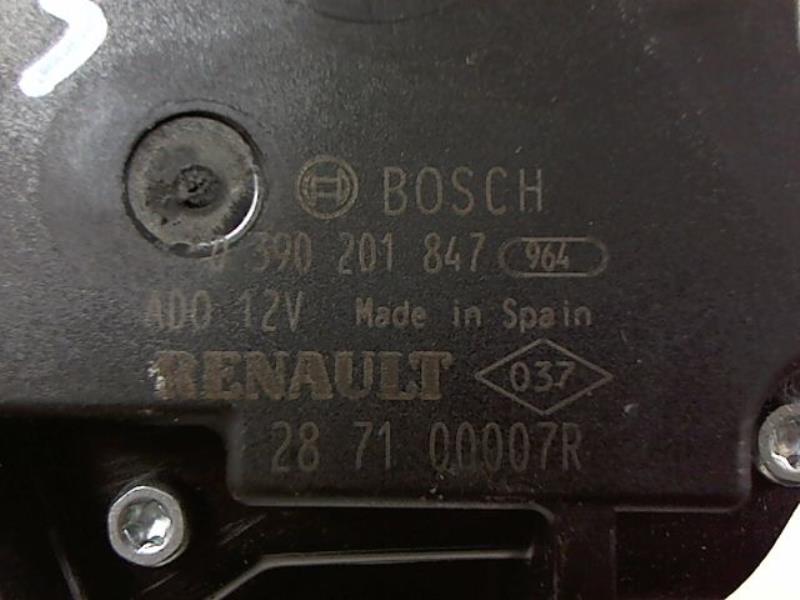 BOSCH
0 390 201 847 964
ADO 12V Made in Spain
RENAULT 037
28 71 00007R